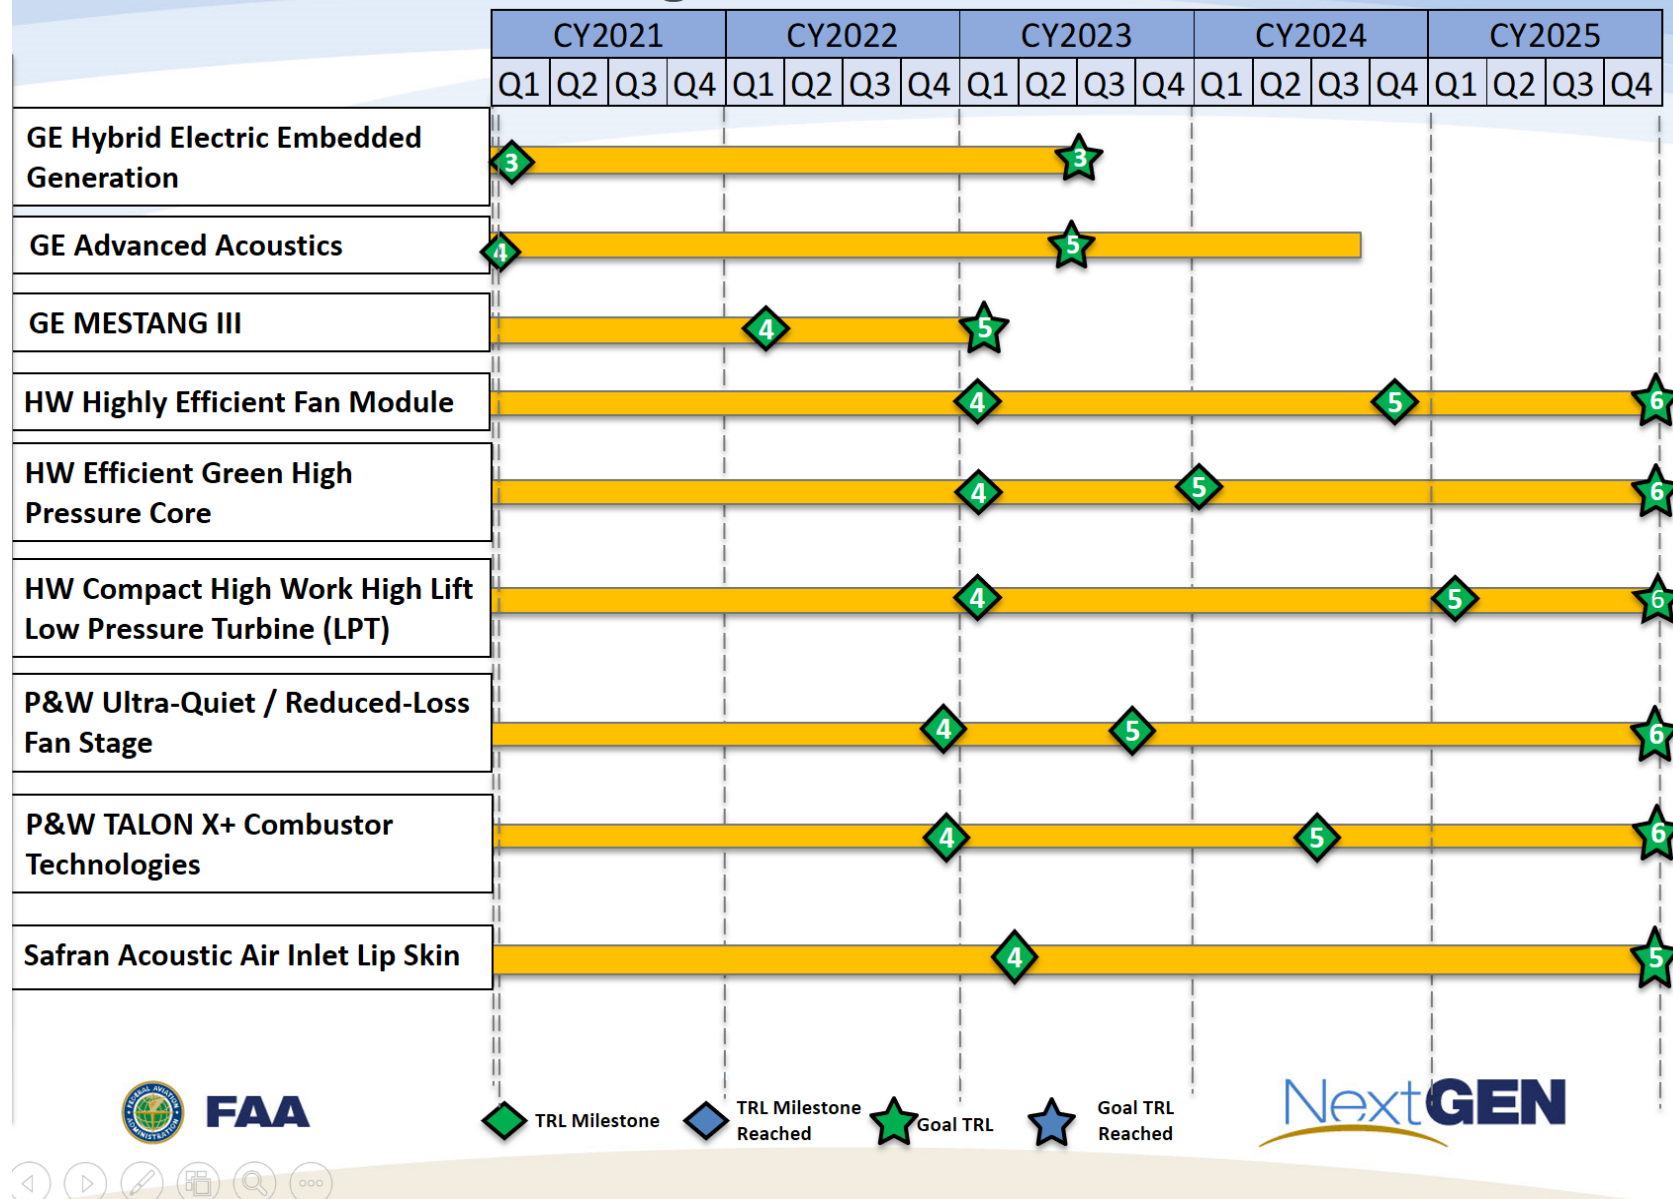 CY2021 CY2022 CY2023 CY2024 CY2025
Q1 Q2 Q3 Q4 Q1 Q2 Q3 Q4 Q1 Q2 Q3 Q4 Q1 Q2 Q3 Q4 Q1 Q2 Q3 Q4
GE Hybrid Electric Embedded
Generation
3 3
GE Advanced Acoustics
4 5
GE MESTANG III
4 5
HW Highly Efficient Fan Module
4 5 6
HW Efficient Green High
Pressure Core
4 5 6
HW Compact High Work High Lift
Low Pressure Turbine (LPT)
4 5 6
P&W Ultra-Quiet / Reduced-Loss
Fan Stage
4 5 6
P&W TALON X+ Combustor
Technologies
4 5 6
Safran Acoustic Air Inlet Lip Skin
4 5
FEDERAL AVIATION
ADMINISTRATION
FAA
TRL Milestone
TRL Milestone
Reached
Goal TRL
Goal TRL
Reached
NextGEN